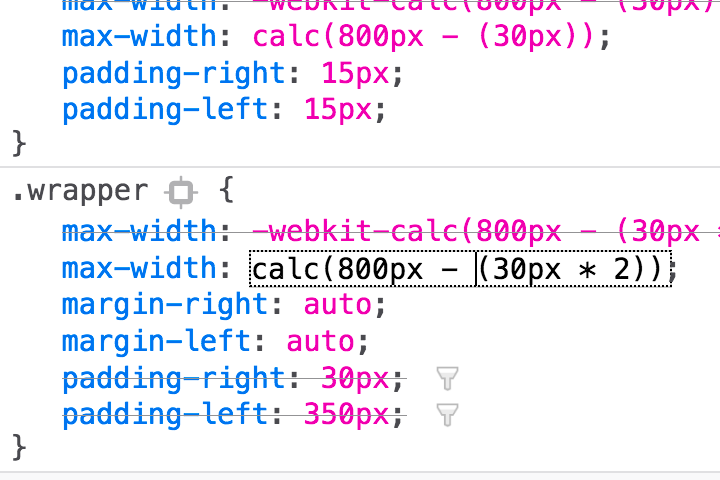 max-width: -webkit-calc(800px - (30px)
max-width: calc(800px - (30px));
padding-right: 15px;
padding-left: 15px;
}
.wrapper {
max-width: -webkit-calc(800px - (30px *
max-width: calc(800px - (30px * 2));
margin-right: auto;
margin-left: auto;
padding-right: 30px;
padding-left: 350px;
}